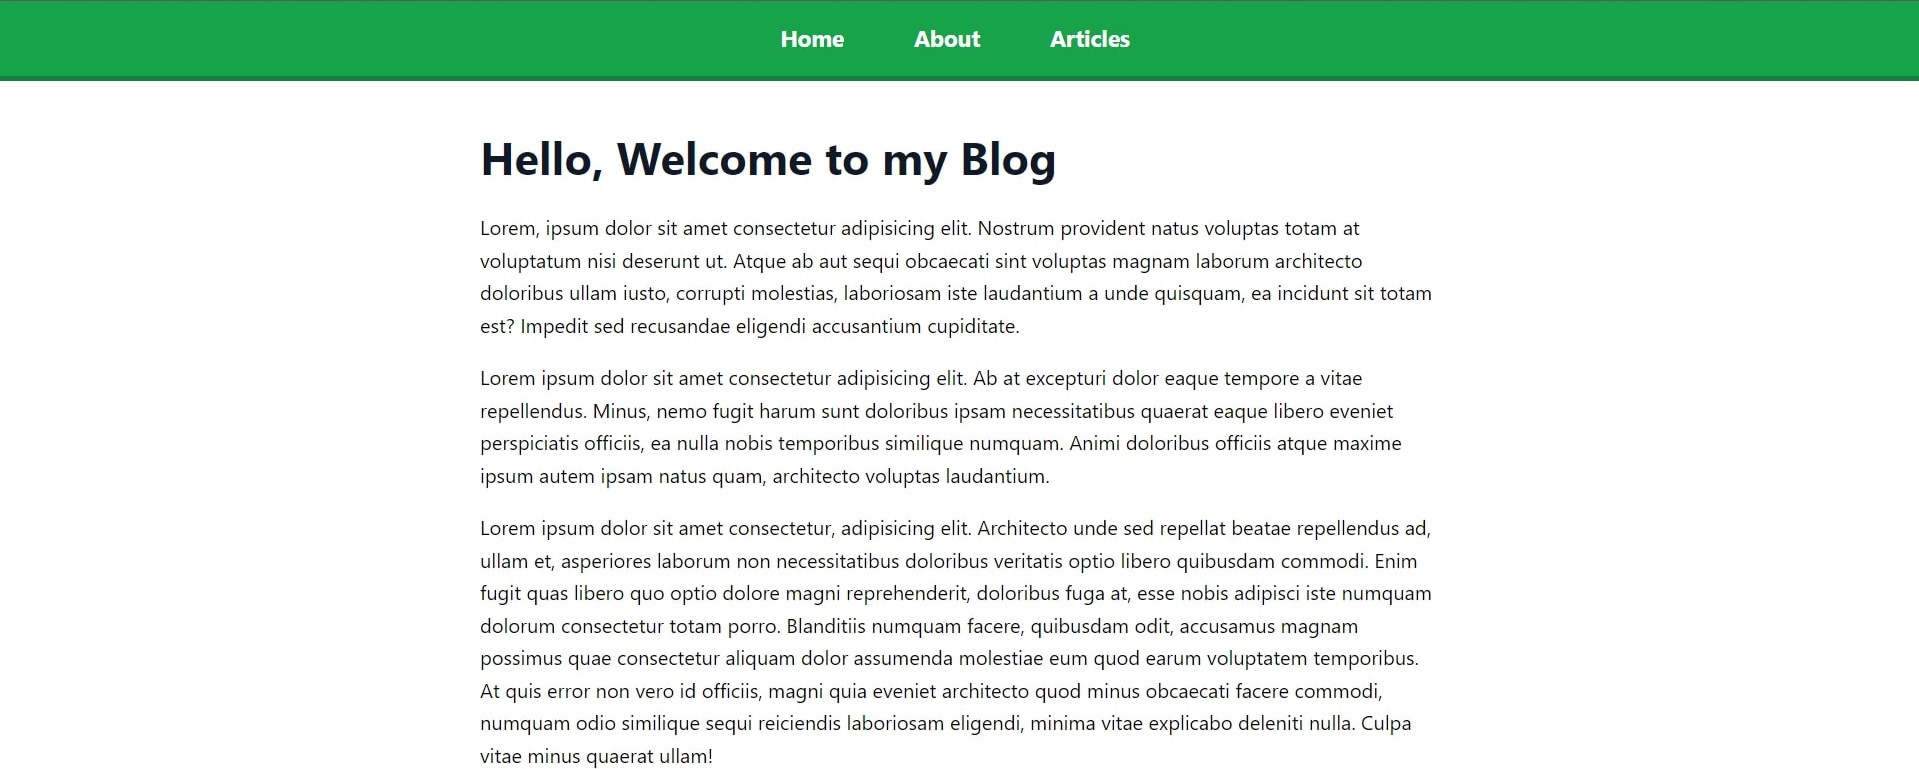 Home About Articles
Hello, Welcome to my Blog
Lorem, ipsum dolor sit amet consectetur adipisicing elit. Nostrum provident natus voluptas totam at
voluptatum nisi deserunt ut. Atque ab aut sequi obcaecati sint voluptas magnam laborum architecto
doloribus ullam iusto, corrupti molestias, laboriosam iste laudantium a unde quisquam, ea incidunt sit totam
est? Impedit sed recusandae eligendi accusantium cupiditate.
Lorem ipsum dolor sit amet consectetur adipisicing elit. Ab at excepturi dolor eaque tempore a vitae
repellendus. Minus, nemo fugit harum sunt doloribus ipsam necessitatibus quaerat eaque libero eveniet
perspiciatis officiis, ea nulla nobis temporibus similique numquam. Animi doloribus officiis atque maxime
ipsum autem ipsam natus quam, architecto voluptas laudantium.
Lorem ipsum dolor sit amet consectetur, adipisicing elit. Architecto unde sed repellat beatae repellendus ad,
ullam et, asperiores laborum non necessitatibus doloribus veritatis optio libero quibusdam commodi. Enim
fugit quas libero quo optio dolore magni reprehenderit, doloribus fuga at, esse nobis adipisci iste numquam
dolorum consectetur totam porro. Blanditiis numquam facere, quibusdam odit, accusamus magnam
possimus quae consectetur aliquam dolor assumenda molestiae eum quod earum voluptatem temporibus.
At quis error non vero id officiis, magni quia eveniet architecto quod minus obcaecati facere commodi,
numquam odio similique sequi reiciendis laboriosam eligendi, minima vitae explicabo deleniti nulla. Culpa
vitae minus quaerat ullam!